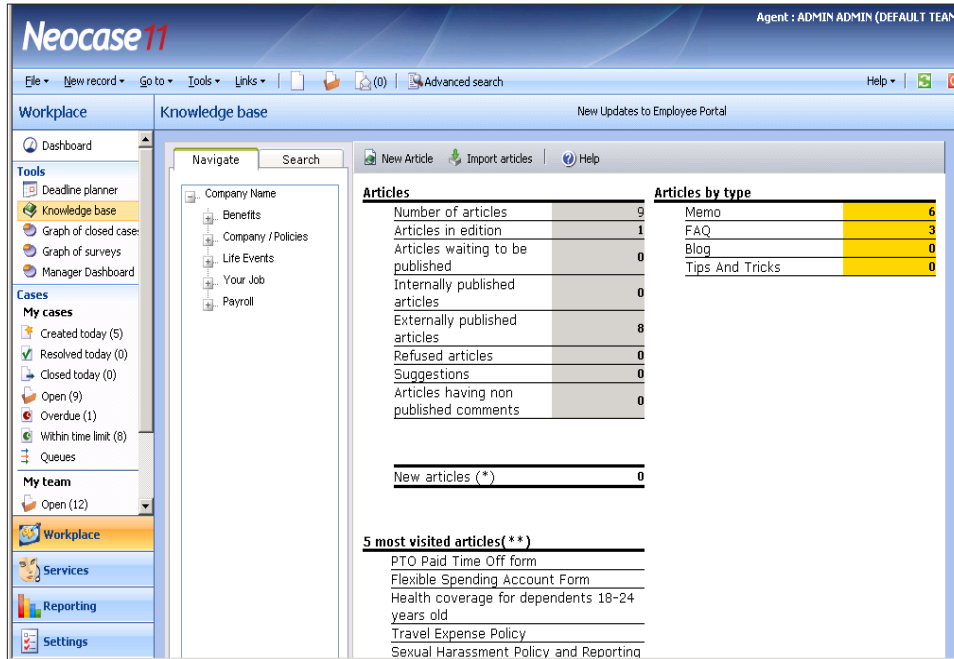 Agent : ADMIN ADMIN (DEFAULT TEAM
Neocase11
File New record Go to Tools Links (0) Advanced search Help
Workplace
Knowledge base
New Updates to Employee Portal
Dashboard
Tools
Deadline planner
Knowledge base
Graph of closed case
Graph of surveys
Manager Dashboard
Cases
My cases
Created today (5)
Resolved today (0)
Closed today (0)
Open (9)
Overdue (1)
Within time limit (8)
Queues
My team
Open (12)
Workplace
Services
Reporting
Settings
Navigate Search
Company Name
Benefits
Company / Policies
Life Events
Your Job
Payroll
New Article Import articles Help
Articles
Number of articles 9
Articles in edition 1
Articles waiting to be
published 0
Internally published
articles 0
Externally published
articles 8
Refused articles 0
Suggestions 0
Articles having non
published comments 0
New articles (*) 0
5 most visited articles(**)
PTO Paid Time Off form
Flexible Spending Account Form
Health coverage for dependents 18-24
years old
Travel Expense Policy
Sexual Harassment Policy and Reporting
Articles by type
Memo 6
FAQ 3
Blog 0
Tips And Tricks 0